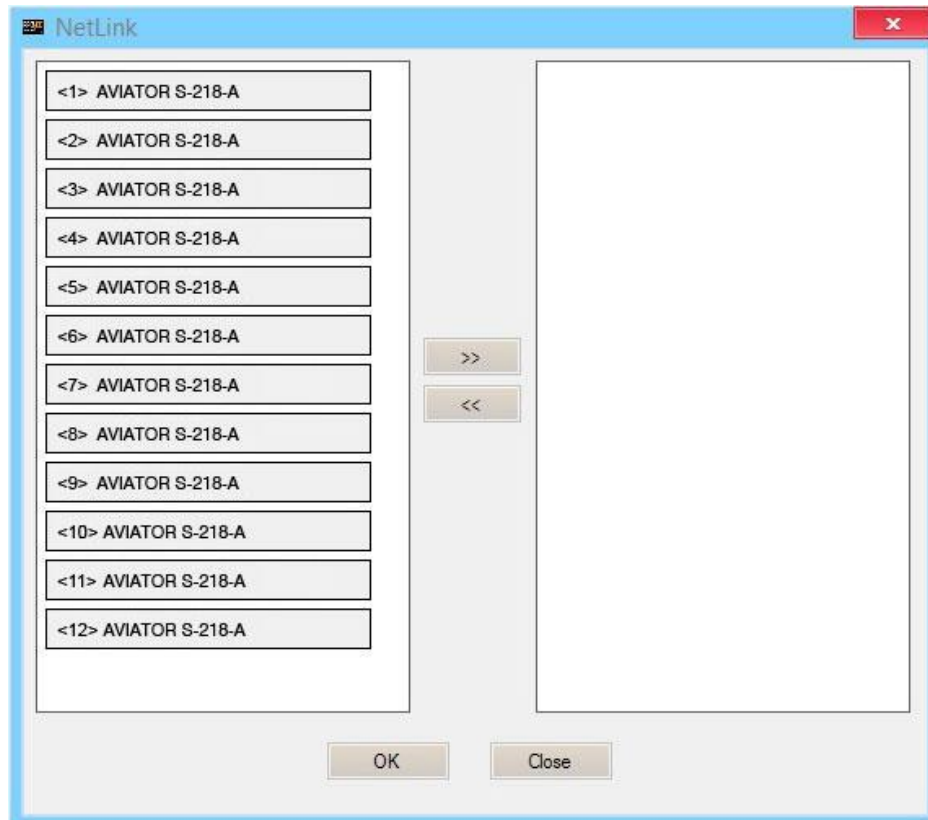 NetLink
x
<1> AVIATOR S-218-A
<2> AVIATOR S-218-A
<3> AVIATOR S-218-A
<4> AVIATOR S-218-A
<5> AVIATOR S-218-A
<6> AVIATOR S-218-A
<7> AVIATOR S-218-A
<8> AVIATOR S-218-A
<9> AVIATOR S-218-A
<10> AVIATOR S-218-A
<11> AVIATOR S-218-A
<12> AVIATOR S-218-A
>>
<<
OK
Close